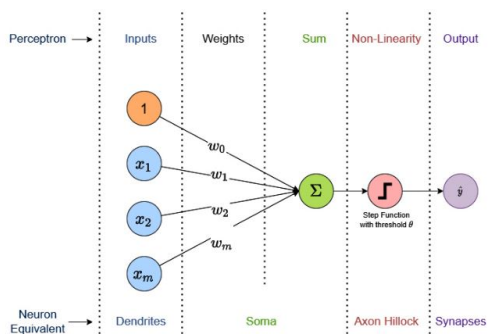 Perceptron Inputs Weights Sum Non-Linearity Output
1
w₀
x₁
w₁
Σ
ŷ
x₂
w₂
Step Function
with threshold θ
wₘ
xₘ
Neuron
Equivalent Dendrites Soma Axon Hillock Synapses